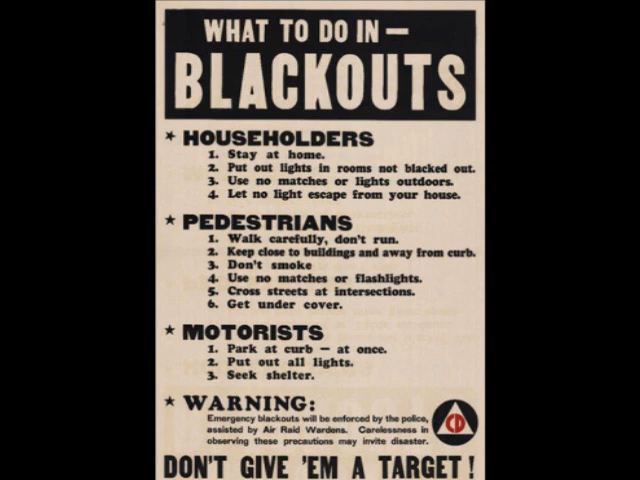 WHAT TO DO IN —
BLACKOUTS
★ HOUSEHOLDERS
1. Stay at home.
2. Put out lights in rooms not blacked out.
3. Use no matches or lights outdoors.
4. Let no light escape from your house.
★ PEDESTRIANS
1. Walk carefully, don't run.
2. Keep close to buildings and away from curb.
3. Don't smoke
4. Use no matches or flashlights.
5. Cross streets at intersections.
6. Get under cover.
★ MOTORISTS
1. Park at curb — at once.
2. Put out all lights.
3. Seek shelter.
★ WARNING:
Emergency blackouts will be enforced by the police,
assisted by Air Raid Wardens. Carelessness in
observing these precautions may invite disaster.
CD
DON'T GIVE 'EM A TARGET!